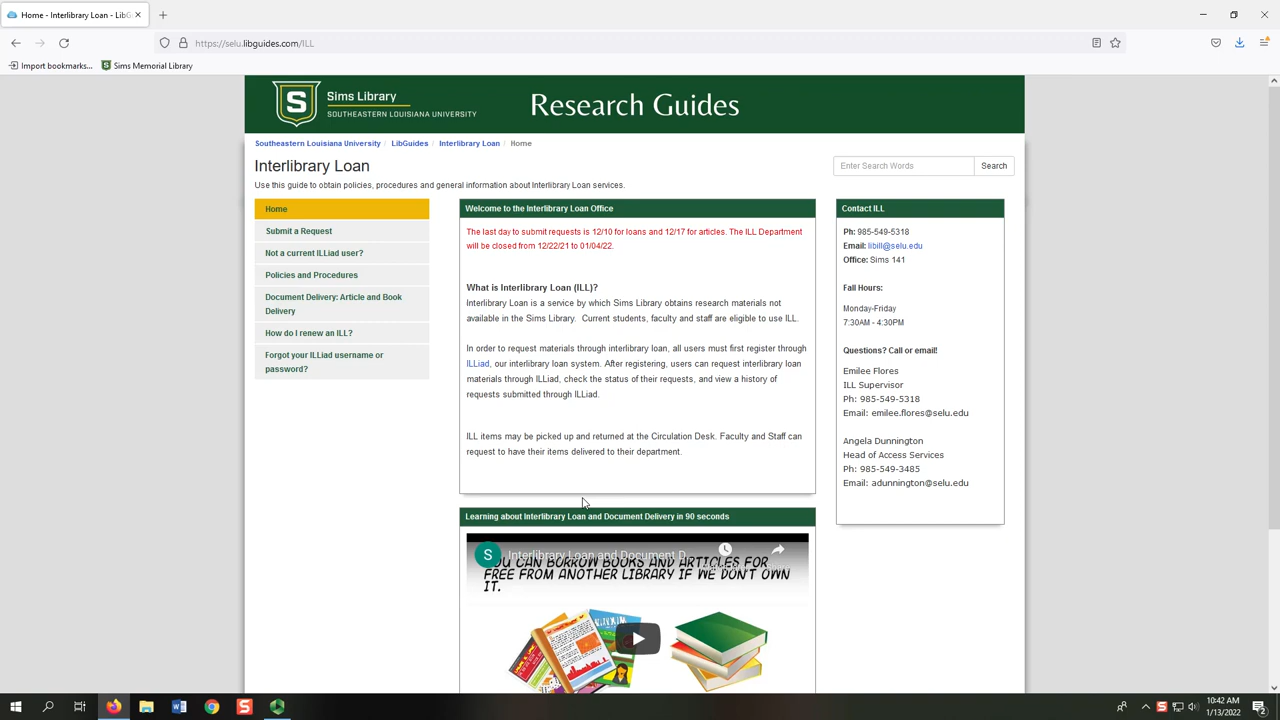 Home - Interlibrary Loan - LibG
https://selu.libguides.com/ILL
Import bookmarks...
Sims Memorial Library
S
Sims Library
SOUTHEASTERN LOUISIANA UNIVERSITY
Research Guides
Southeastern Louisiana University / LibGuides / Interlibrary Loan / Home
Interlibrary Loan
Enter Search Words
Search
Use this guide to obtain policies, procedures and general information about Interlibrary Loan services.
Home
Submit a Request
Not a current ILLiad user?
Policies and Procedures
Document Delivery: Article and Book
Delivery
How do I renew an ILL?
Forgot your ILLiad username or
password?
Welcome to the Interlibrary Loan Office
The last day to submit requests is 12/10 for loans and 12/17 for articles. The ILL Department
will be closed from 12/22/21 to 01/04/22.
What is Interlibrary Loan (ILL)?
Interlibrary Loan is a service by which Sims Library obtains research materials not
available in the Sims Library. Current students, faculty and staff are eligible to use ILL.
In order to request materials through interlibrary loan, all users must first register through
ILLiad, our interlibrary loan system. After registering, users can request interlibrary loan
materials through ILLiad, check the status of their requests, and view a history of
requests submitted through ILLiad.
ILL items may be picked up and returned at the Circulation Desk. Faculty and Staff can
request to have their items delivered to their department.
Learning about Interlibrary Loan and Document Delivery in 90 seconds
S
Interlibrary Loan and Document D...
YOU CAN BORROW BOOKS AND ARTICLES FOR
FREE FROM ANOTHER LIBRARY IF WE DON'T OWN
IT.
Contact ILL
Ph: 985-549-5318
Email: libill@selu.edu
Office: Sims 141
Fall Hours:
Monday-Friday
7:30AM - 4:30PM
Questions? Call or email!
Emilee Flores
ILL Supervisor
Ph: 985-549-5318
Email: emilee.flores@selu.edu
Angela Dunnington
Head of Access Services
Ph: 985-549-3485
Email: adunnington@selu.edu
10:42 AM
1/13/2022
2